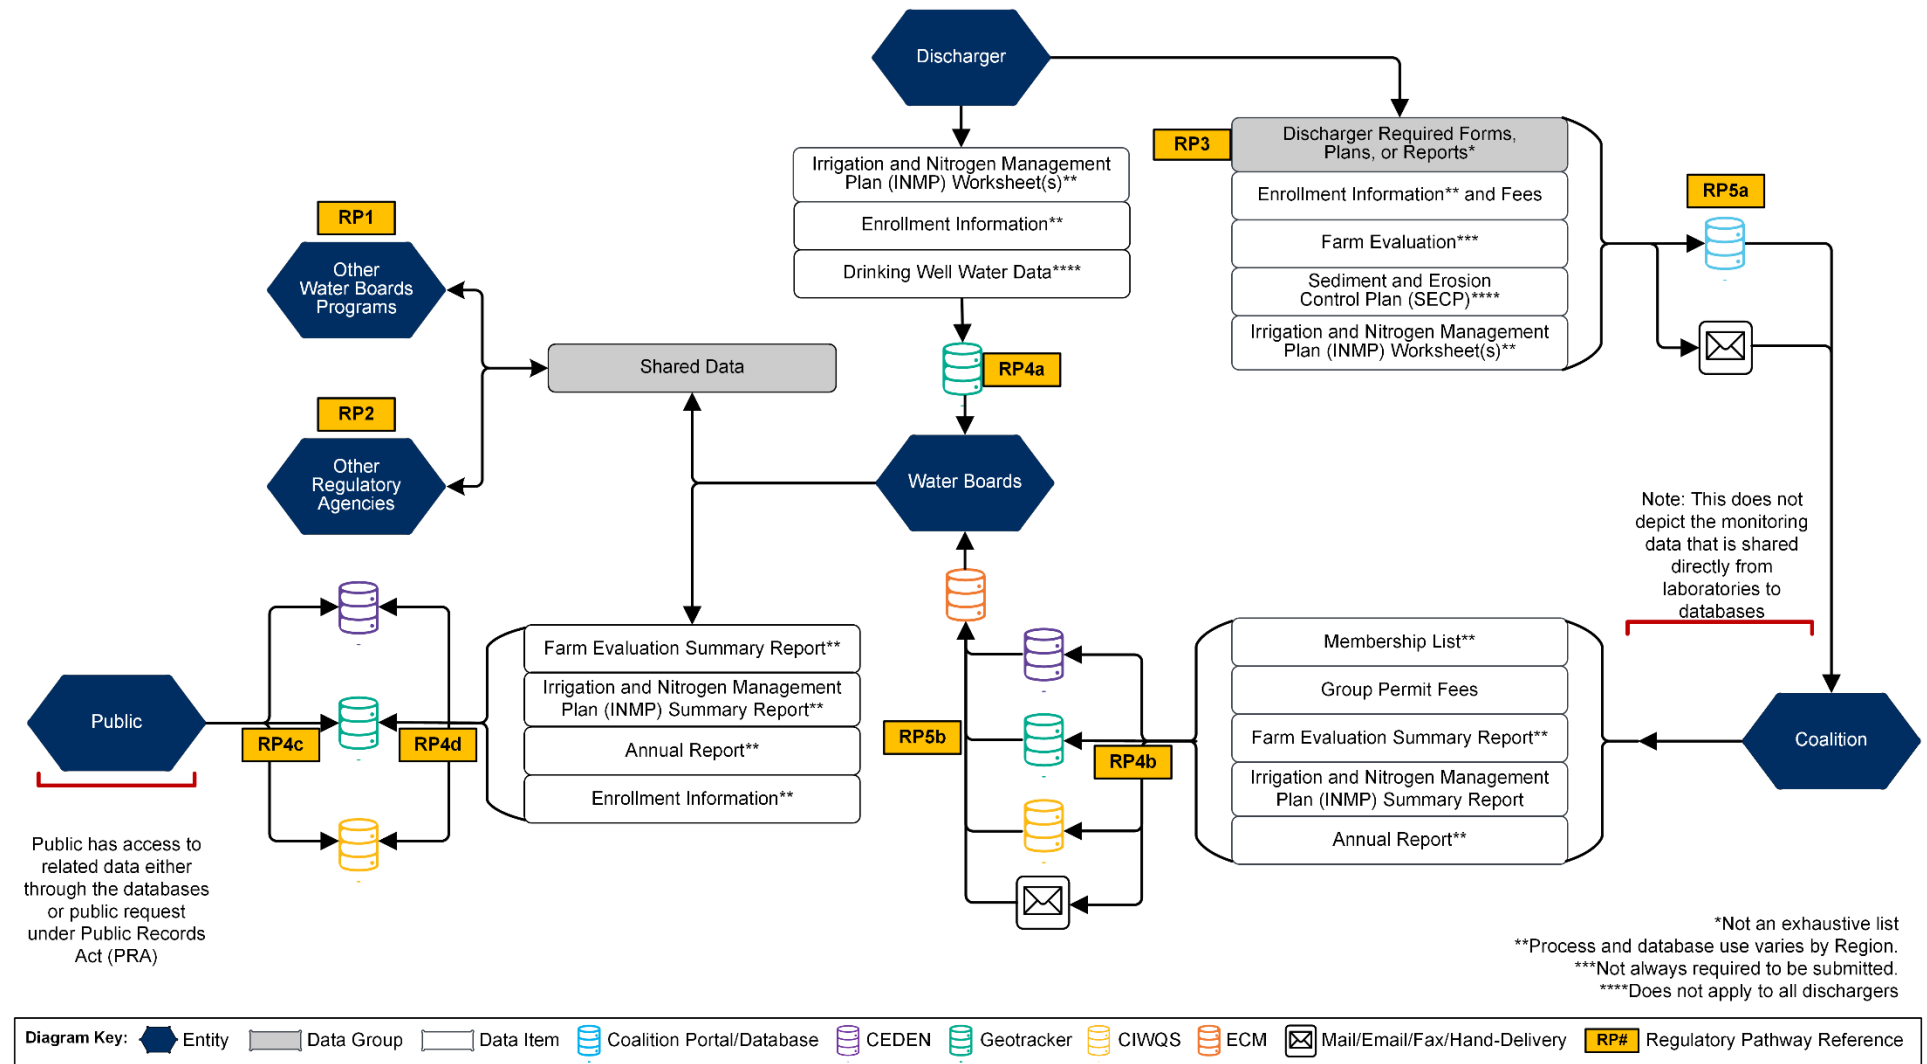 Discharger
RP3
Discharger Required Forms,
Plans, or Reports*
Enrollment Information** and Fees
Farm Evaluation***
Sediment and Erosion
Control Plan (SECP)****
Irrigation and Nitrogen Management
Plan (INMP) Worksheet(s)**
RP5a
Irrigation and Nitrogen Management
Plan (INMP) Worksheet(s)**
Enrollment Information**
Drinking Well Water Data****
RP4a
RP1
Other
Water Boards
Programs
Shared Data
RP2
Other
Regulatory
Agencies
Water Boards
Note: This does not
depict the monitoring
data that is shared
directly from
laboratories to
databases
Public
RP4c
RP4d
Farm Evaluation Summary Report**
Irrigation and Nitrogen Management
Plan (INMP) Summary Report**
Annual Report**
Enrollment Information**
RP5b
RP4b
Membership List**
Group Permit Fees
Farm Evaluation Summary Report**
Irrigation and Nitrogen Management
Plan (INMP) Summary Report
Annual Report**
Coalition
Public has access to
related data either
through the databases
or public request
under Public Records
Act (PRA)
*Not an exhaustive list
**Process and database use varies by Region.
***Not always required to be submitted.
****Does not apply to all dischargers
Diagram Key: Entity Data Group Data Item Coalition Portal/Database CEDEN Geotracker CIWQS ECM Mail/Email/Fax/Hand-Delivery RP# Regulatory Pathway Reference